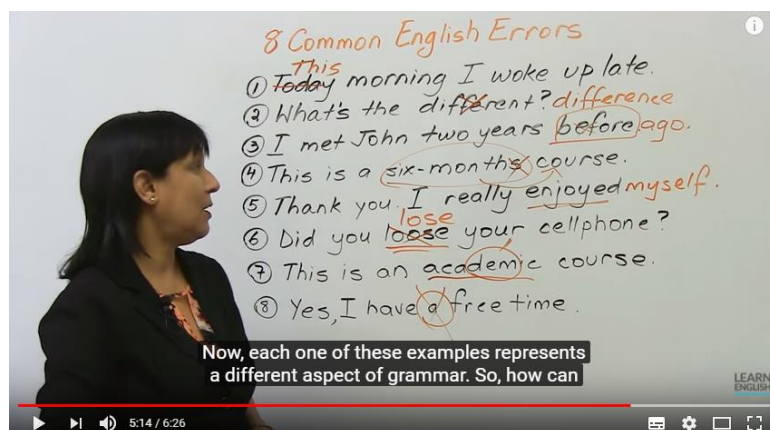 8 Common English Errors
This
① Today morning I woke up late.
② What's the different? difference
③ I met John two years before. ago.
④ This is a six-months course.
⑤ Thank you. I really enjoyed myself.
lose
⑥ Did you loose your cellphone?
⑦ This is an academic course.
⑧ Yes, I have a free time.
Now, each one of these examples represents
a different aspect of grammar. So, how can
LEARN
ENGLISH
5:14 / 6:26